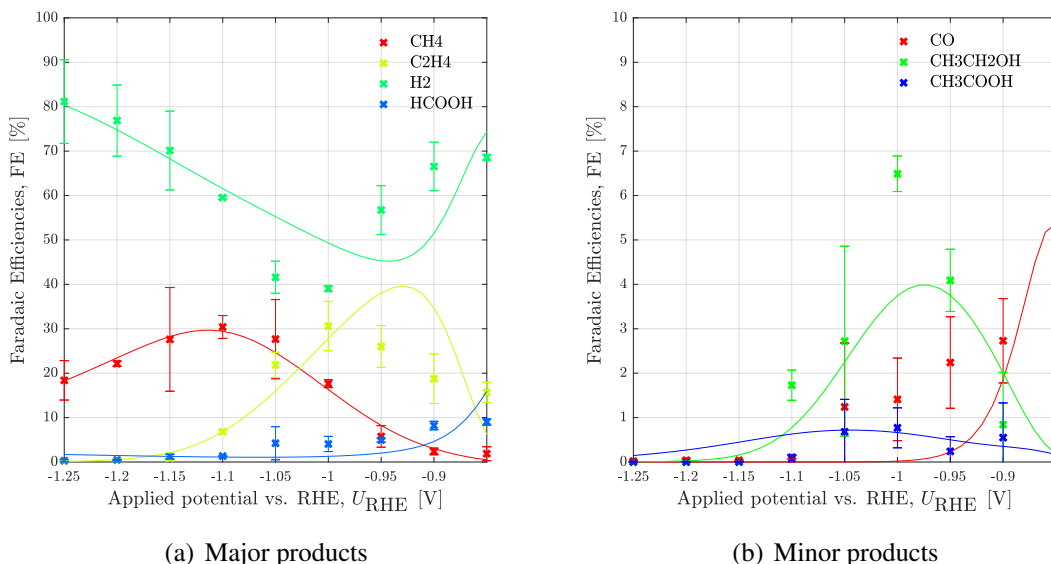 100
90
80
70
60
50
40
30
20
10
0
Faradaic Efficiencies, FE [%]
CH4
C2H4
H2
HCOOH
-1.25
-1.2
-1.15
-1.1
-1.05
-1
-0.95
-0.9
Applied potential vs. RHE, URHE [V]
(a) Major products
10
9
8
7
6
5
4
3
2
1
0
Faradaic Efficiencies, FE [%]
CO
CH3CH2OH
CH3COOH
-1.25
-1.2
-1.15
-1.1
-1.05
-1
-0.95
-0.9
Applied potential vs. RHE, URHE [V]
(b) Minor products